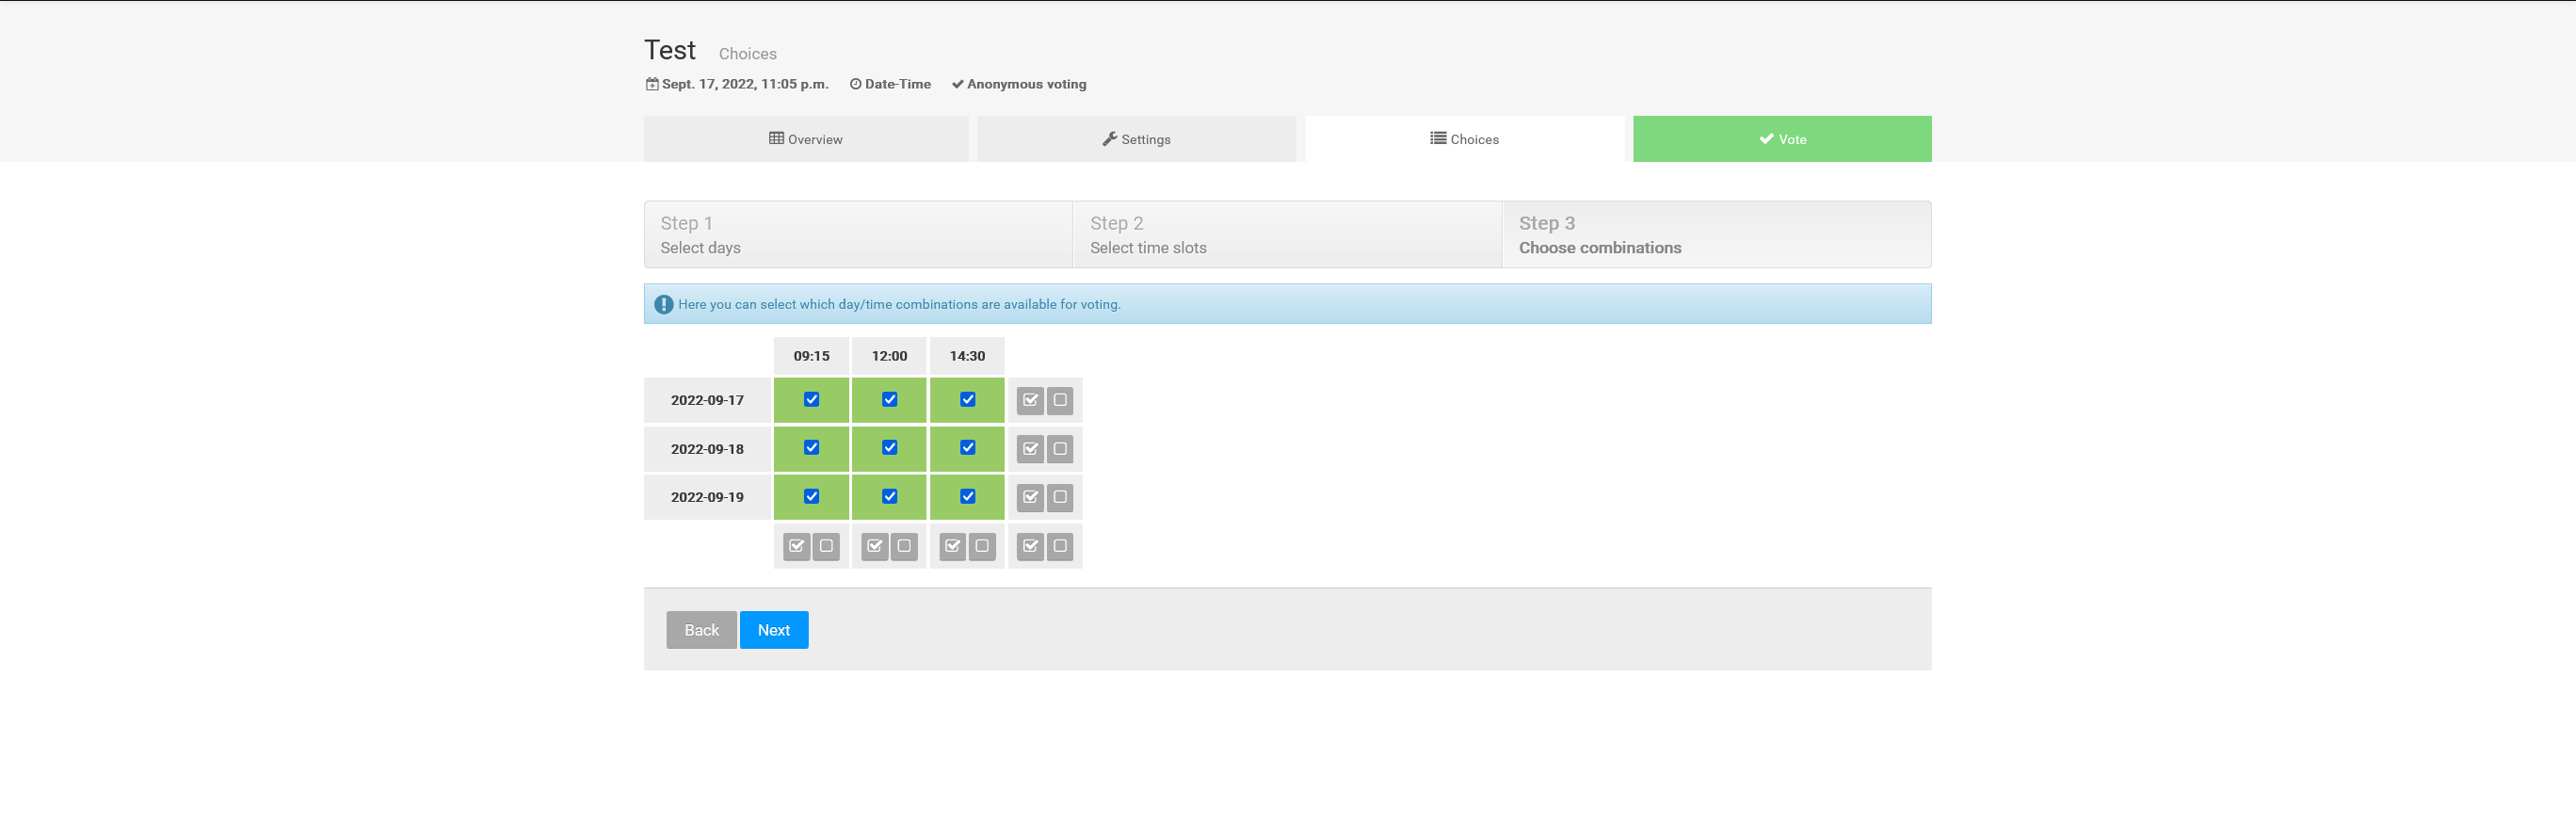 Test Choices
Sept. 17, 2022, 11:05 p.m. Date-Time Anonymous voting
Overview Settings Choices Vote
Step 1 Step 2 Step 3
Select days Select time slots Choose combinations
Here you can select which day/time combinations are available for voting.
09:15 12:00 14:30
2022-09-17
2022-09-18
2022-09-19
Back Next